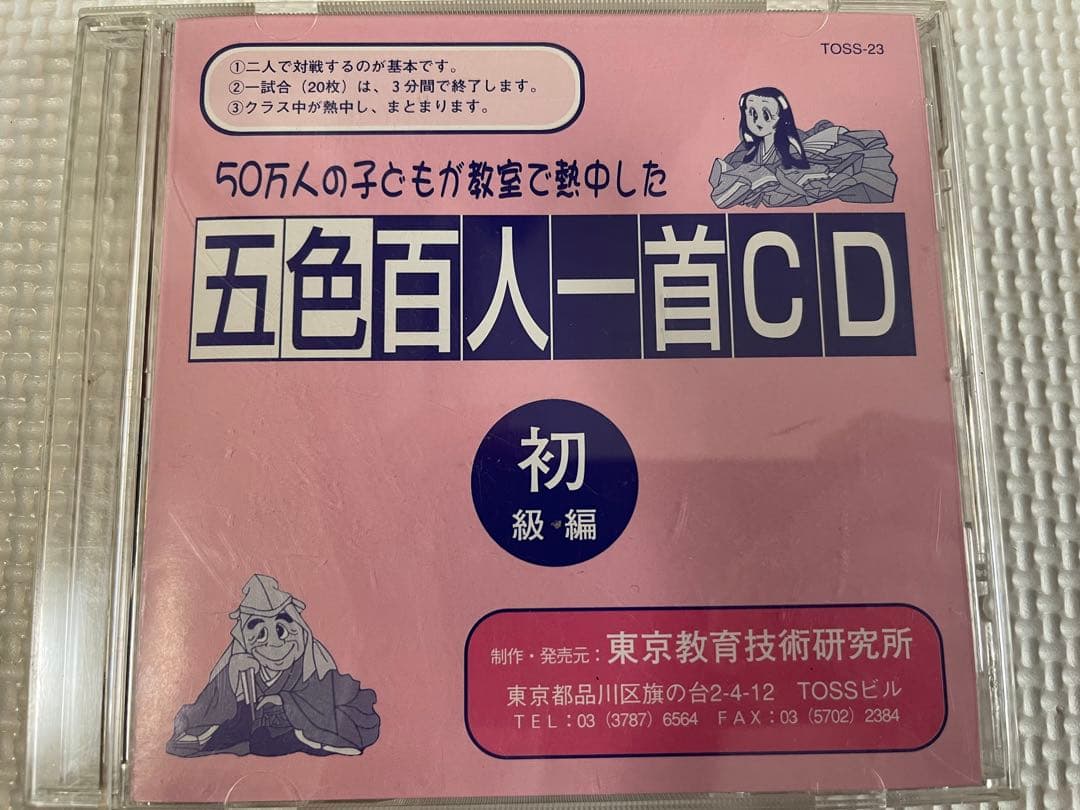 TOSS-23
①二人で対戦するのが基本です。
②一試合（20枚）は、３分間で終了します。
③クラス中が熱中し、まとまります。
50万人の子どもが教室で熱中した
五色百人一首CD
初
級編
制作・発売元：東京教育技術研究所
東京都品川区旗の台2-4-12　TOSSビル
TEL：03（3787）6564　FAX：03（5702）2384